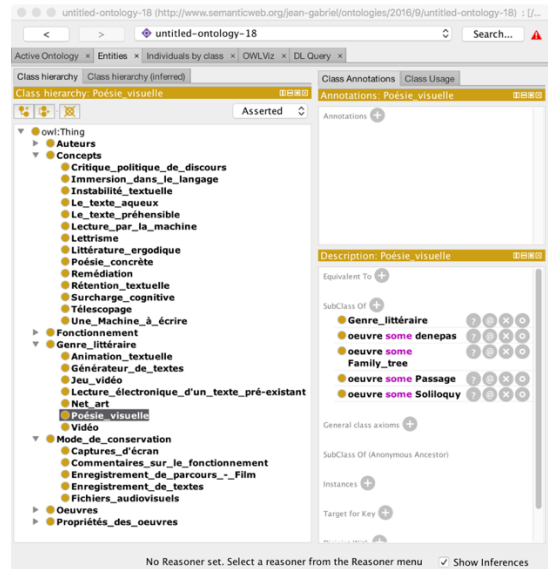 untitled-ontology-18 (http://www.semanticweb.org/jean-gabriel/ontologies/2016/9/untitled-ontology-18) : [/...
< > untitled-ontology-18 Search...
Active Ontology × Entities × Individuals by class × OWLViz × DL Query ×
Class hierarchy Class hierarchy (inferred)
Class hierarchy: Poésie_visuelle
Asserted
owl:Thing
Auteurs
Concepts
Critique_politique_de_discours
Immersion_dans_le_langage
Instabilité_textuelle
Le_texte_aqueux
Le_texte_préhensible
Lecture_par_la_machine
Lettrisme
Littérature_ergodique
Poésie_concrète
Remédiation
Rétention_textuelle
Surcharge_cognitive
Télescopage
Une_Machine_à_écrire
Fonctionnement
Genre_littéraire
Animation_textuelle
Générateur_de_textes
Jeu_vidéo
Lecture_électronique_d'un_texte_pré-existant
Net_art
Poésie_visuelle
Vidéo
Mode_de_conservation
Captures_d'écran
Commentaires_sur_le_fonctionnement
Enregistrement_de_parcours_-_Film
Enregistrement_de_textes
Fichiers_audiovisuels
Oeuvres
Propriétés_des_oeuvres
Class Annotations Class Usage
Annotations: Poésie_visuelle
Annotations
Description: Poésie_visuelle
Equivalent To
SubClass Of
Genre_littéraire
oeuvre some denepas
oeuvre some
Family_tree
oeuvre some Passage
oeuvre some Soliloquy
General class axioms
SubClass Of (Anonymous Ancestor)
Instances
Target for Key
No Reasoner set. Select a reasoner from the Reasoner menu ✓ Show Inferences